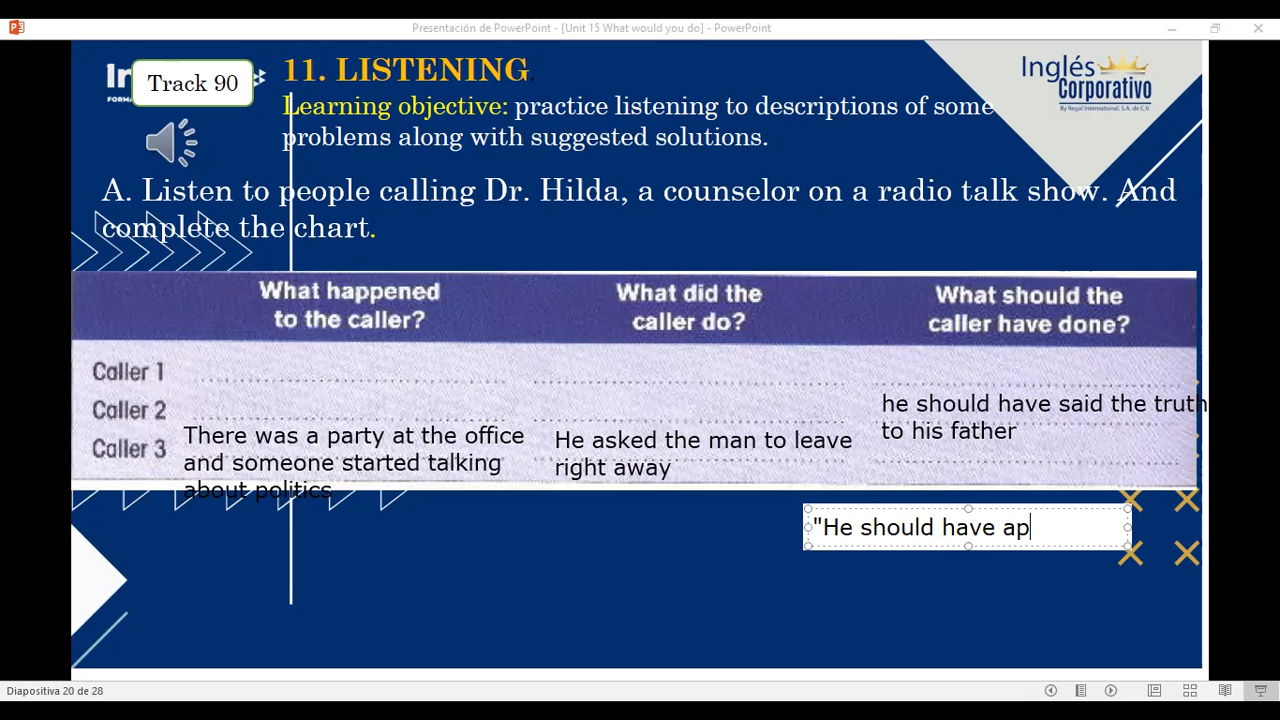 Presentación de PowerPoint - [Unit 15 What would you do] - PowerPoint
Track 90
11. LISTENING.
Learning objective: practice listening to descriptions of some
problems along with suggested solutions.
Inglés
Corporativo
By Regal International, S.A. de C.V.
A. Listen to people calling Dr. Hilda, a counselor on a radio talk show. And
complete the chart.
What happened
to the caller?
What did the
caller do?
What should the
caller have done?
Caller 1
Caller 2
he should have said the truth
to his father
Caller 3
There was a party at the office
and someone started talking
about politics
He asked the man to leave
right away
"He should have ap
Diapositiva 20 de 28